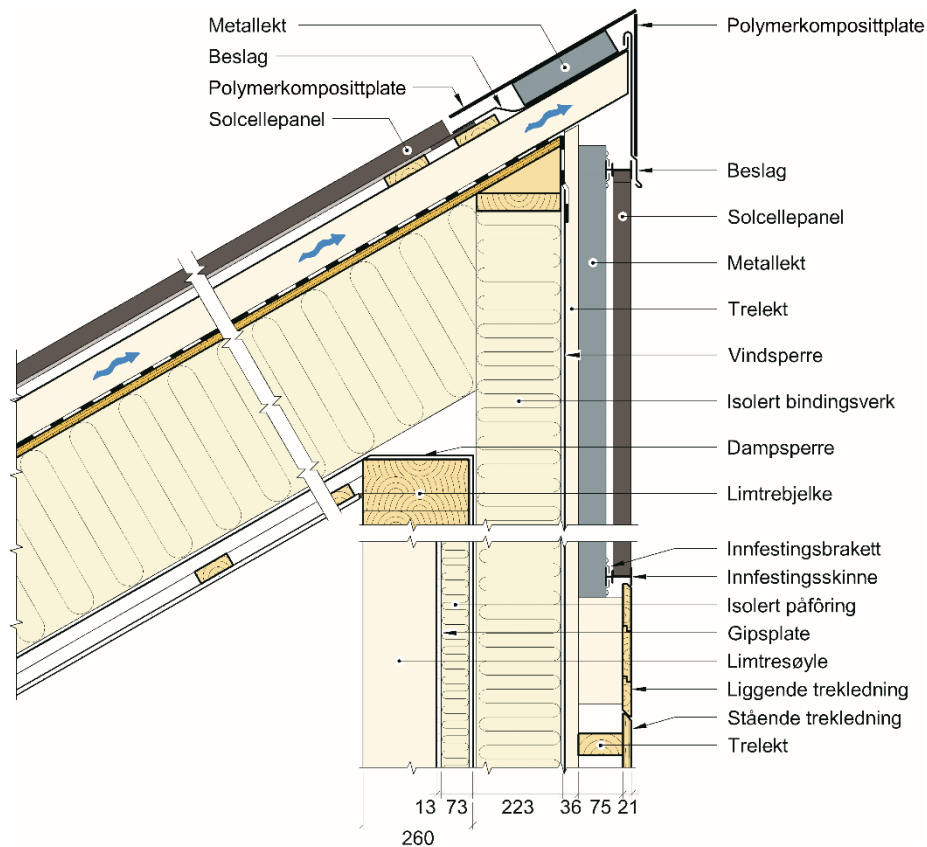 Metallekt
Beslag
Polymerkomposittplate
Solcellepanel
Polymerkomposittplate
Beslag
Solcellepanel
Metallekt
Trelekt
Vindsperre
Isolert bindingsverk
Dampsperre
Limtrebjelke
Innfestingsbrakett
Innfestingsskinne
Isolert påfôring
Gipsplate
Limtresøyle
Liggende trekledning
Stående trekledning
Trelekt
13 73 223 36 75 21
260